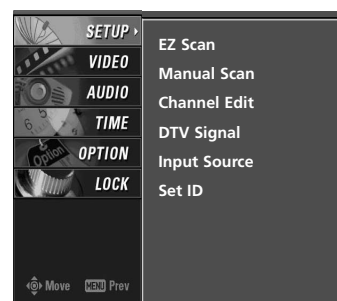 SETUP
VIDEO
AUDIO
TIME
OPTION
LOCK
Move MENU Prev
EZ Scan
Manual Scan
Channel Edit
DTV Signal
Input Source
Set ID